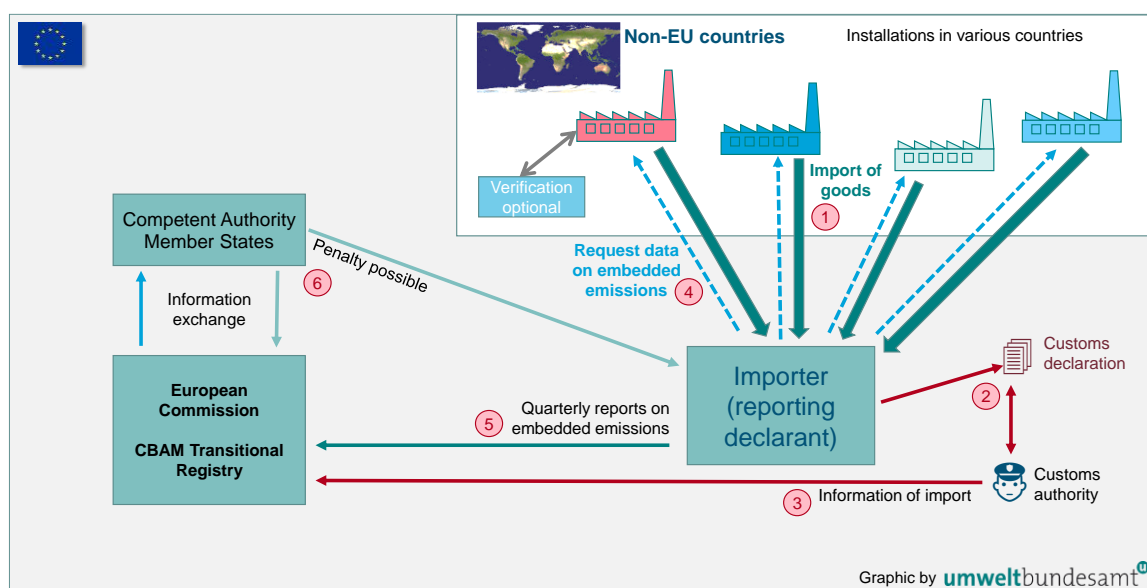 Non-EU countries
Installations in various countries
Verification
optional
Import of
goods
1
Request data
on embedded
emissions
4
Competent Authority
Member States
Penalty possible
6
Information
exchange
European
Commission
CBAM Transitional
Registry
Importer
(reporting
declarant)
Customs
declaration
2
5
Quarterly reports on
embedded emissions
3
Information of import
Customs
authority
Graphic by umweltbundesamt